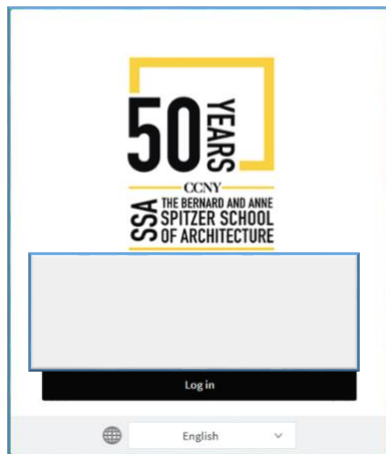 50 YEARS
CCNY
SSA
THE BERNARD AND ANNE
SPITZER SCHOOL
OF ARCHITECTURE
Log in
English